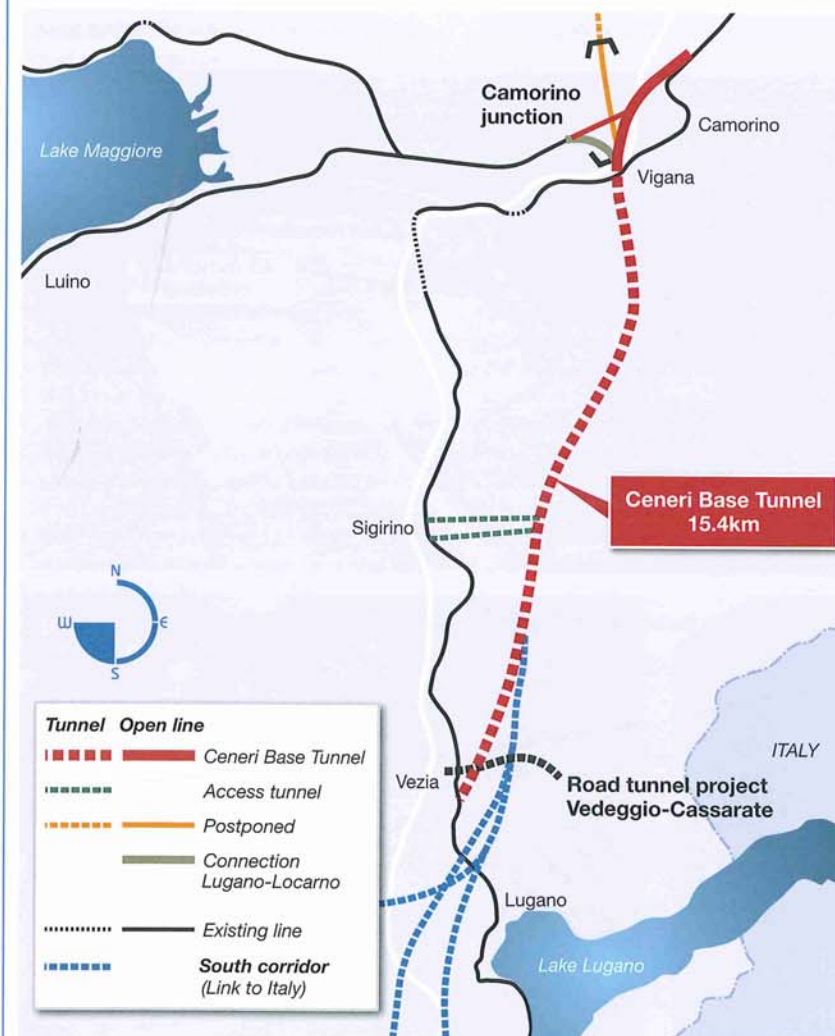 Camorino
junction
Camorino
Lake Maggiore
Vigana
Luino
Ceneri Base Tunnel
15.4km
Sigirino
N
W
E
S
Tunnel Open line
Ceneri Base Tunnel
Access tunnel
Postponed
Connection
Lugano-Locarno
Existing line
South corridor
(Link to Italy)
ITALY
Vezia
Road tunnel project
Vedeggio-Cassarate
Lugano
Lake Lugano